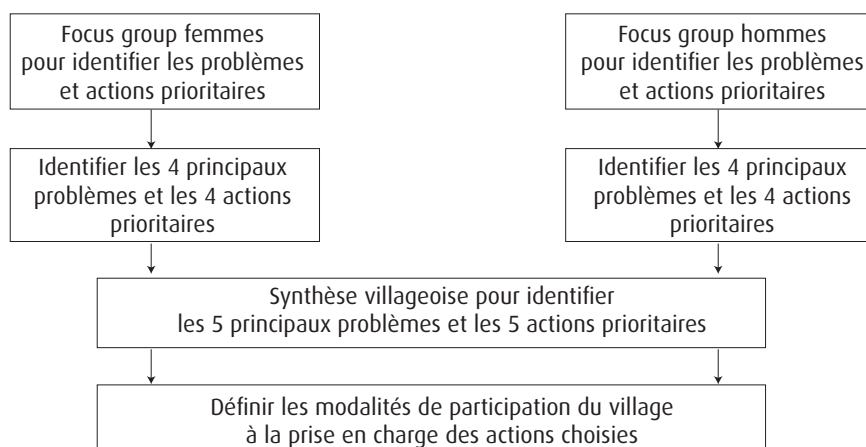 Focus group femmes
pour identifier les problèmes
et actions prioritaires
Focus group hommes
pour identifier les problèmes
et actions prioritaires
Identifier les 4 principaux
problèmes et les 4 actions
prioritaires
Identifier les 4 principaux
problèmes et les 4 actions
prioritaires
Synthèse villageoise pour identifier
les 5 principaux problèmes et les 5 actions prioritaires
Définir les modalités de participation du village
à la prise en charge des actions choisies